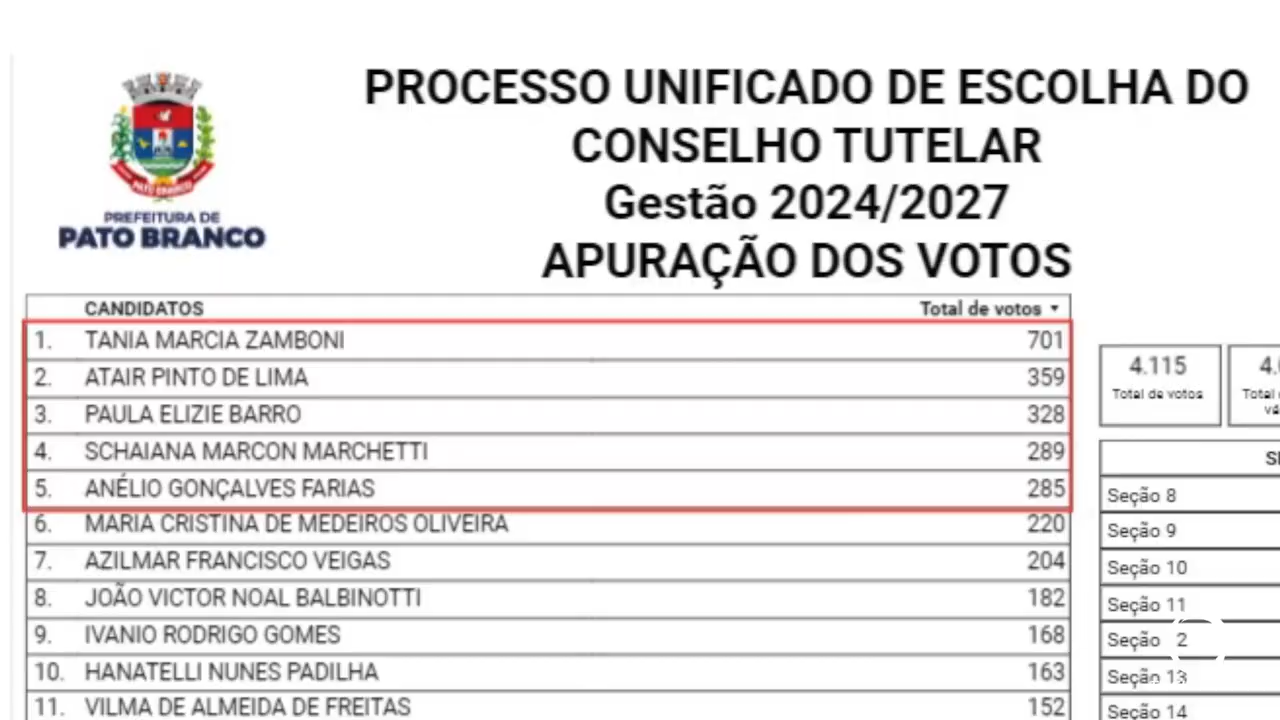 PROCESSO UNIFICADO DE ESCOLHA DO
CONSELHO TUTELAR
Gestão 2024/2027
APURAÇÃO DOS VOTOS
PATO BRANCO
PREFEITURA DE
PATO BRANCO
CANDIDATOS Total de votos
1. TANIA MARCIA ZAMBONI 701
2. ATAIR PINTO DE LIMA 359
3. PAULA ELIZIE BARRO 328
4. SCHAIANA MARCON MARCHETTI 289
5. ANÉLIO GONÇALVES FARIAS 285
6. MARIA CRISTINA DE MEDEIROS OLIVEIRA 220
7. AZILMAR FRANCISCO VEIGAS 204
8. JOÃO VICTOR NOAL BALBINOTTI 182
9. IVANIO RODRIGO GOMES 168
10. HANATELLI NUNES PADILHA 163
11. VILMA DE ALMEIDA DE FREITAS 152
4.115
Total de votos
Total
Seção 8
Seção 9
Seção 10
Seção 11
Seção 2
Seção 13
Seção 14